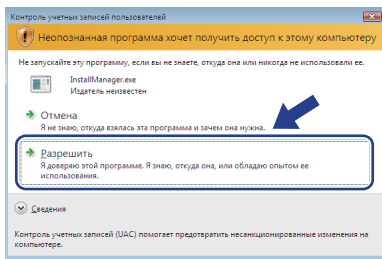 Контроль учетных записей пользователей
Неопознанная программа хочет получить доступ к этому компьютеру
Не запускайте эту программу, если вы не знаете, откуда она или никогда не использовали ее.
InstallManager.exe
Издатель неизвестен
Отмена
Я не знаю, откуда взялась эта программа и зачем она нужна.
Разрешить
Я доверяю этой программе. Я знаю, откуда она, или обладаю опытом ее
использования.
Сведения
Контроль учетных записей (UAC) помогает предотвратить несанкционированные изменения на
компьютере.